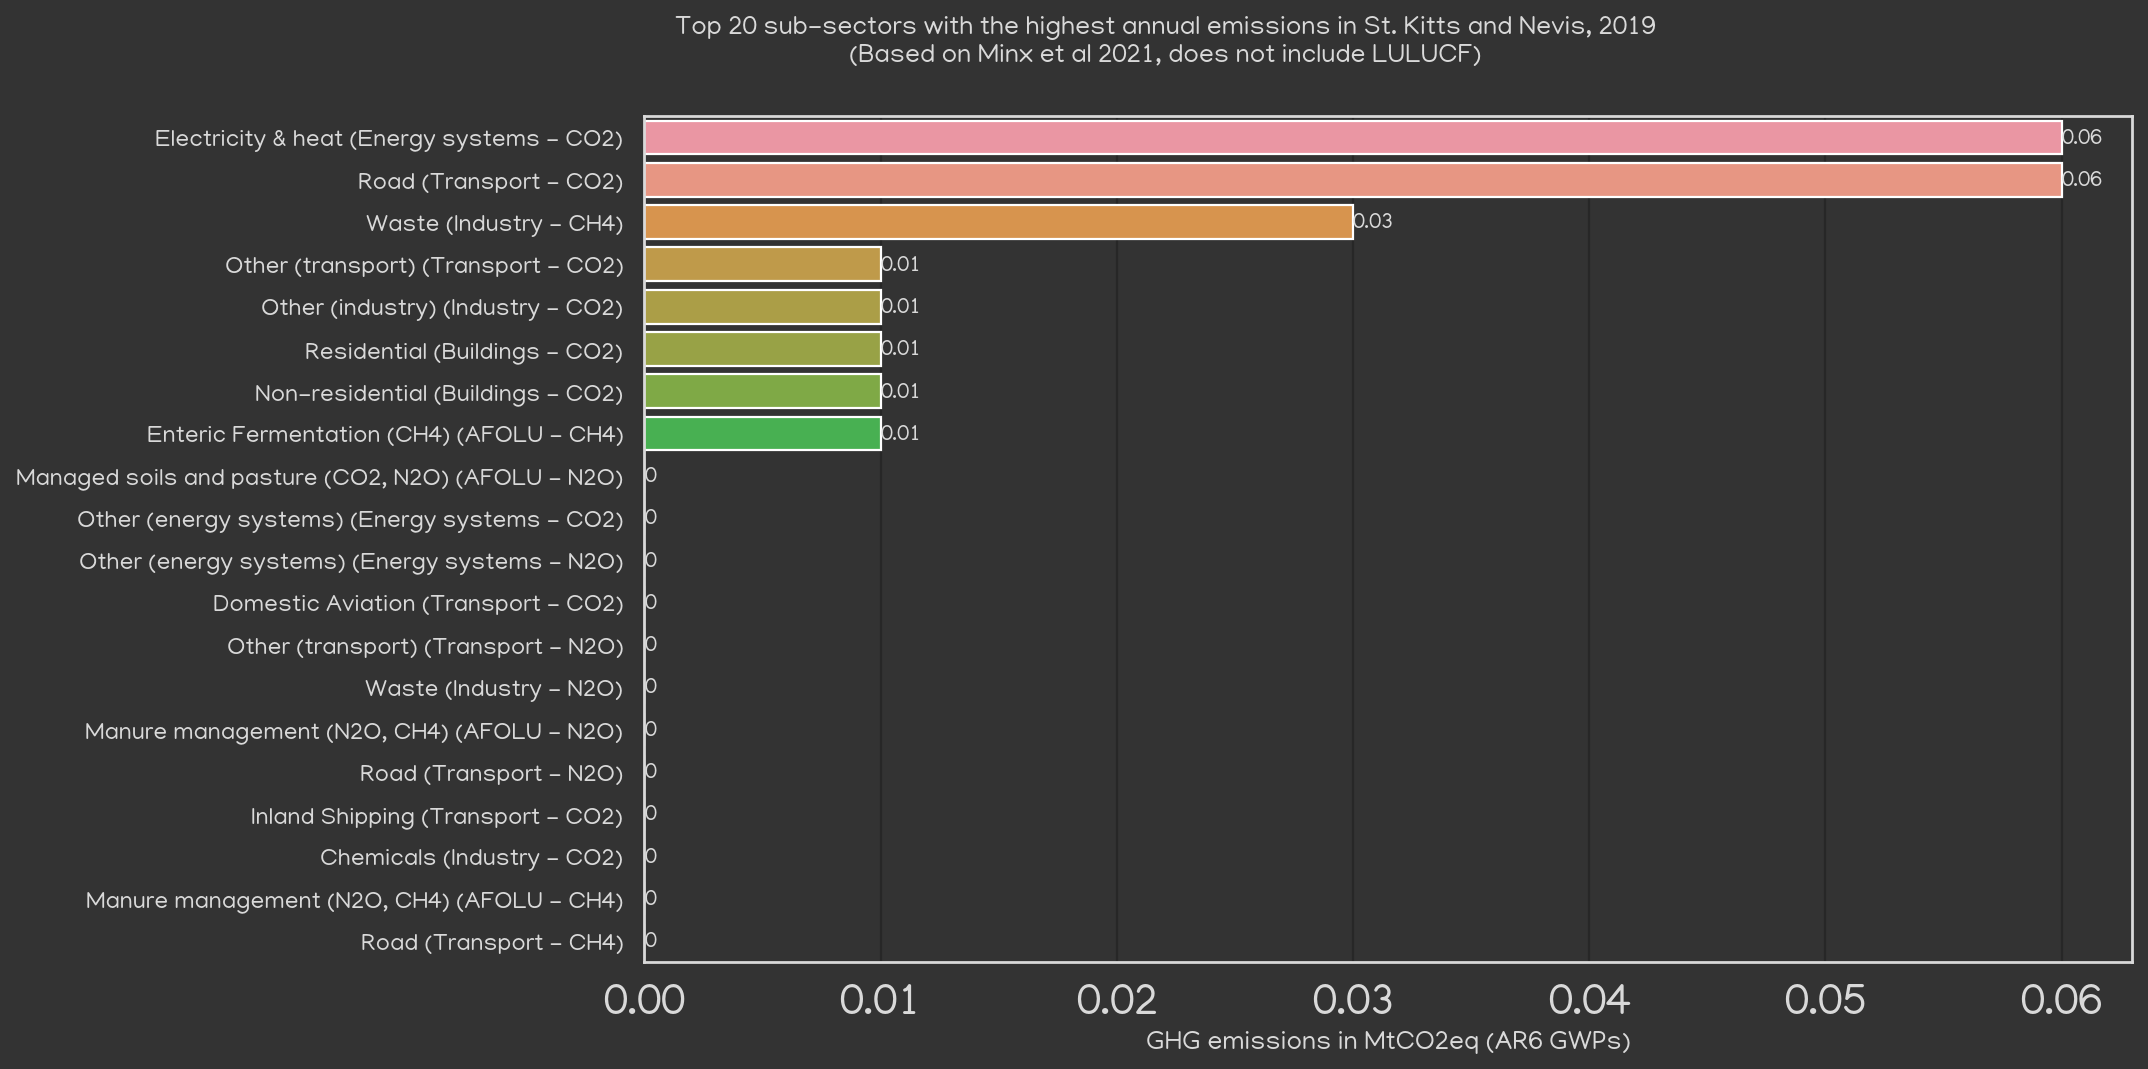 Top 20 sub-sectors with the highest annual emissions in St. Kitts and Nevis, 2019
(Based on Minx et al 2021, does not include LULUCF)
Electricity & heat (Energy systems - CO2) 0.06
Road (Transport - CO2) 0.06
Waste (Industry - CH4) 0.03
Other (transport) (Transport - CO2) 0.01
Other (industry) (Industry - CO2) 0.01
Residential (Buildings - CO2) 0.01
Non-residential (Buildings - CO2) 0.01
Enteric Fermentation (CH4) (AFOLU - CH4) 0.01
Managed soils and pasture (CO2, N2O) (AFOLU - N2O) 0
Other (energy systems) (Energy systems - CO2) 0
Other (energy systems) (Energy systems - N2O) 0
Domestic Aviation (Transport - CO2) 0
Other (transport) (Transport - N2O) 0
Waste (Industry - N2O) 0
Manure management (N2O, CH4) (AFOLU - N2O) 0
Road (Transport - N2O) 0
Inland Shipping (Transport - CO2) 0
Chemicals (Industry - CO2) 0
Manure management (N2O, CH4) (AFOLU - CH4) 0
Road (Transport - CH4) 0
0.00 0.01 0.02 0.03 0.04 0.05 0.06
GHG emissions in MtCO2eq (AR6 GWPs)